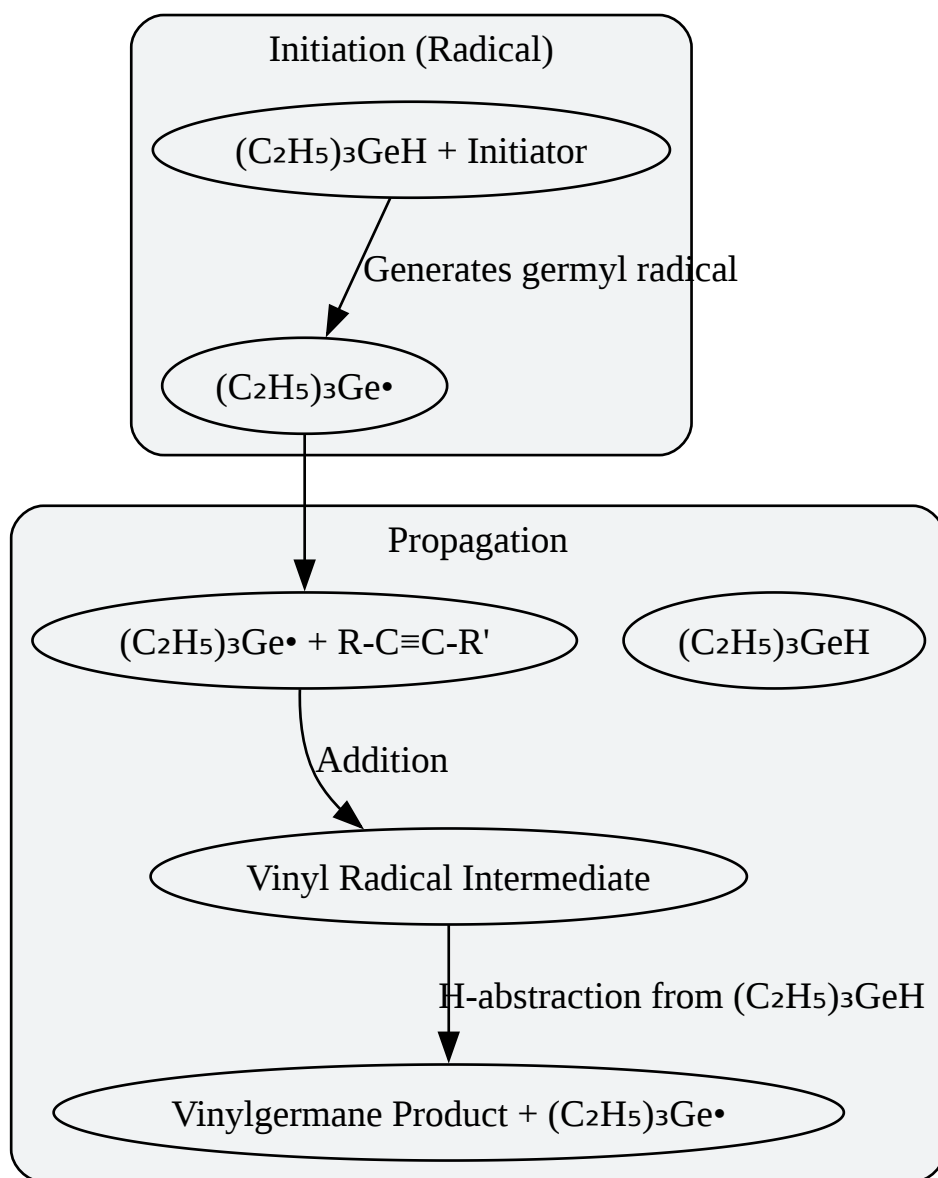 Initiation (Radical)
(C₂H₅)₃GeH + Initiator
Generates germyl radical
(C₂H₅)₃Ge•
Propagation
(C₂H₅)₃Ge• + R-C≡C-R'
(C₂H₅)₃GeH
Addition
Vinyl Radical Intermediate
H-abstraction from (C₂H₅)₃GeH
Vinylgermane Product + (C₂H₅)₃Ge•